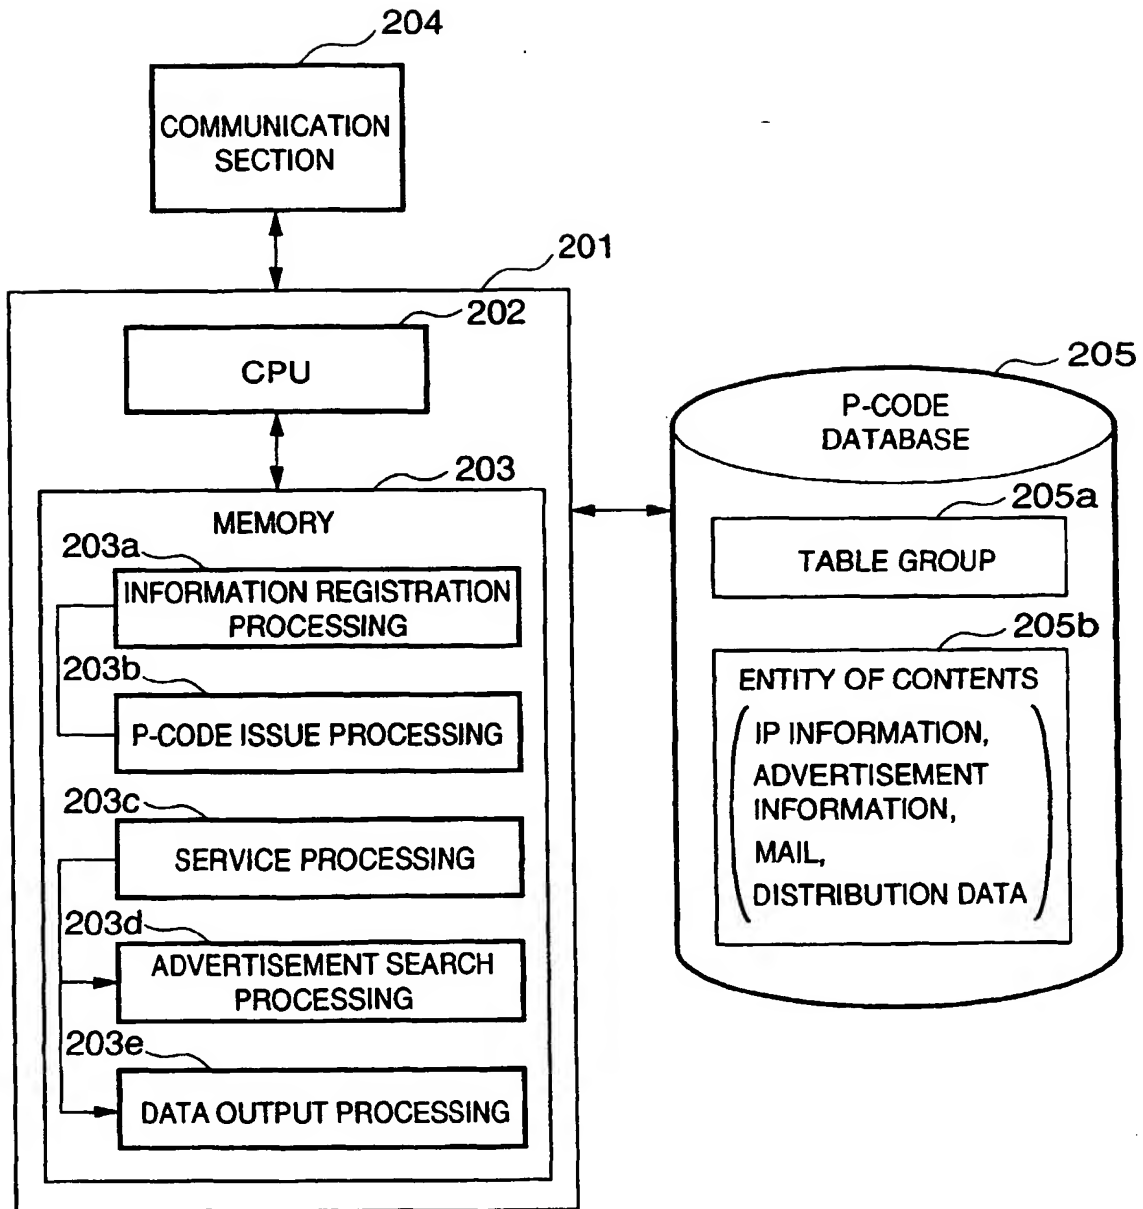 204
COMMUNICATION
SECTION
201
202
CPU
203
MEMORY
203a
INFORMATION REGISTRATION
PROCESSING
203b
P-CODE ISSUE PROCESSING
203c
SERVICE PROCESSING
203d
ADVERTISEMENT SEARCH
PROCESSING
203e
DATA OUTPUT PROCESSING
205
P-CODE
DATABASE
205a
TABLE GROUP
205b
ENTITY OF CONTENTS
IP INFORMATION,
ADVERTISEMENT
INFORMATION,
MAIL,
DISTRIBUTION DATA